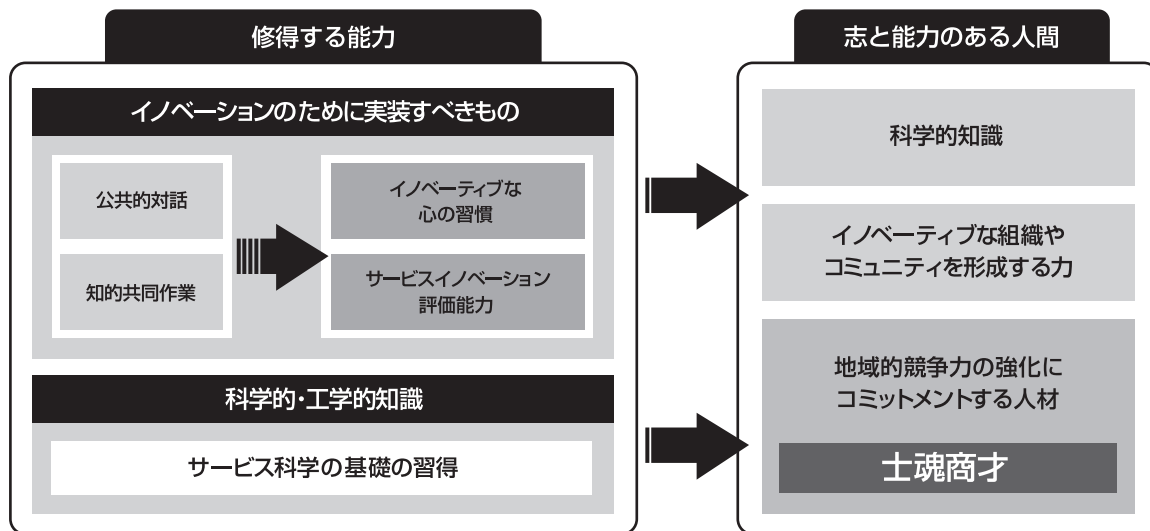 修得する能力
イノベーションのために実装すべきもの
公共的対話
知的共同作業
イノベーティブな
心の習慣
サービスイノベーション
評価能力
科学的・工学的知識
サービス科学の基礎の習得
志と能力のある人間
科学的知識
イノベーティブな組織や
コミュニティを形成する力
地域的競争力の強化に
コミットメントする人材
士魂商才